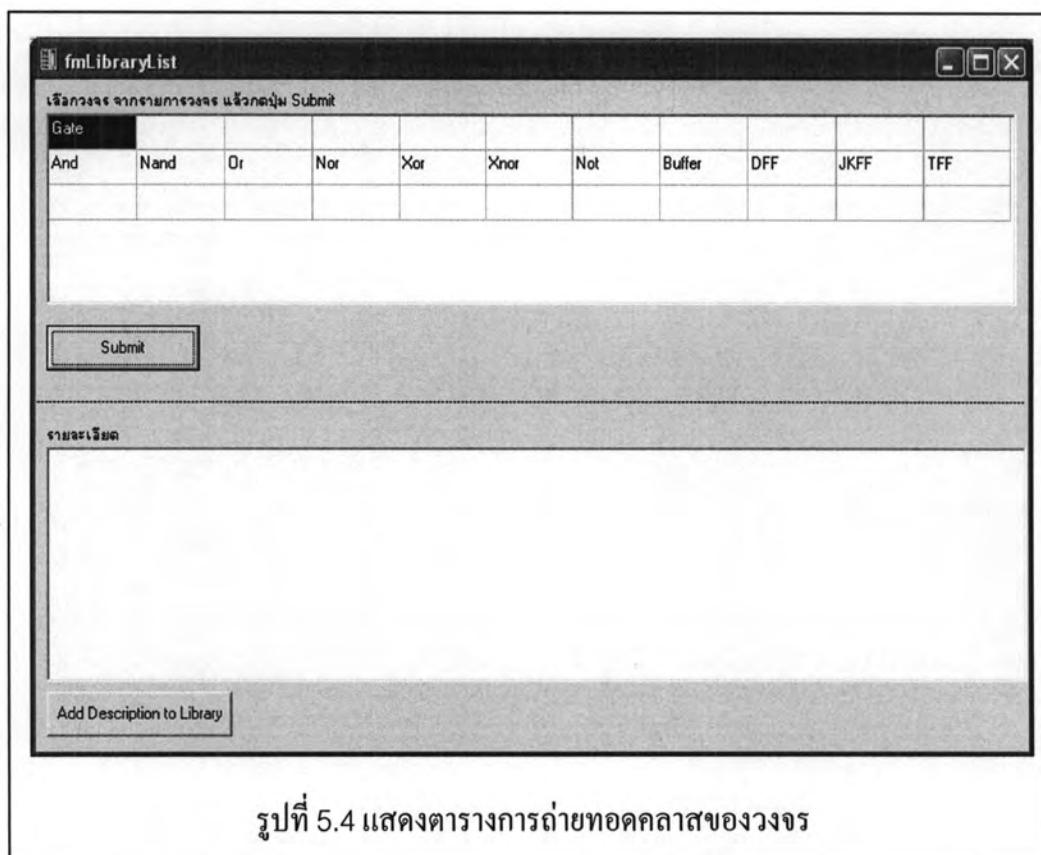 fmLibraryList
เลือกวงจร จากรายการวงจร แล้วกดปุ่ม Submit
Gate
And Nand Or Nor Xor Xnor Not Buffer DFF JKFF TFF
Submit
รายละเอียด
Add Description to Library
รูปที่ 5.4 แสดงตารางการถ่ายทอดคลาสของวงจร